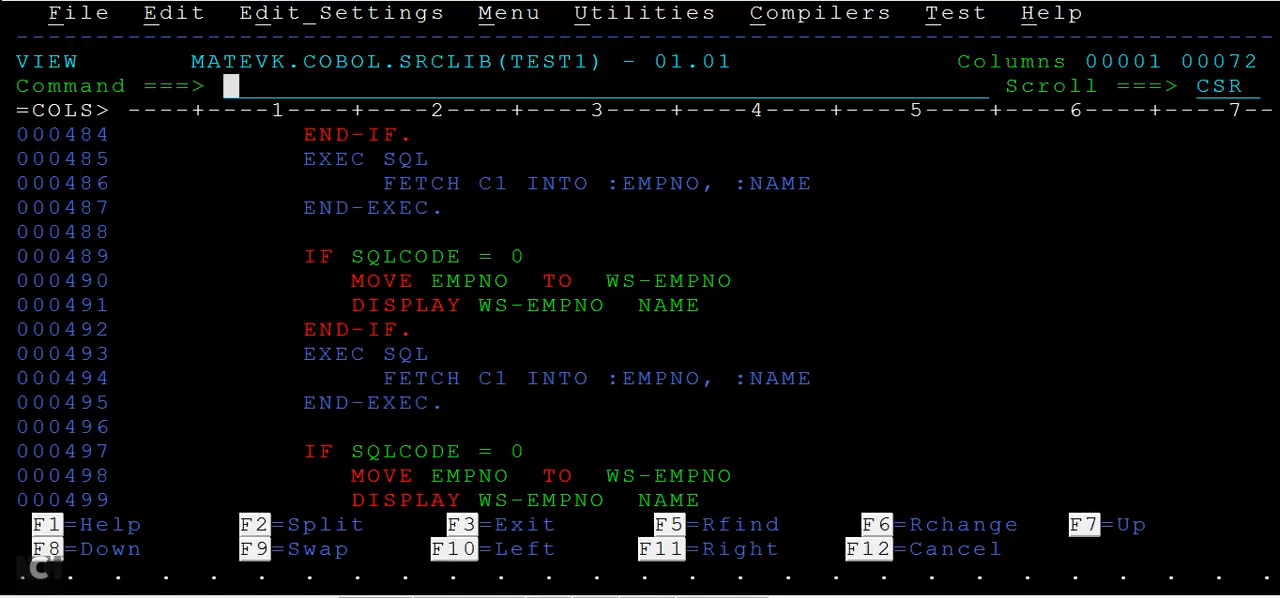 File  Edit  Edit_Settings  Menu  Utilities  Compilers  Test  Help
VIEW       MATEVK.COBOL.SRCLIB(TEST1) - 01.01              Columns 00001 00072
Command ===>                                                  Scroll ===> CSR
=COLS> ----+----1----+----2----+----3----+----4----+----5----+----6----+----7--
000484            END-IF.
000485            EXEC SQL
000486                 FETCH C1 INTO :EMPNO, :NAME
000487            END-EXEC.
000488
000489            IF SQLCODE = 0
000490               MOVE EMPNO  TO  WS-EMPNO
000491               DISPLAY WS-EMPNO  NAME
000492            END-IF.
000493            EXEC SQL
000494                 FETCH C1 INTO :EMPNO, :NAME
000495            END-EXEC.
000496
000497            IF SQLCODE = 0
000498               MOVE EMPNO  TO  WS-EMPNO
000499               DISPLAY WS-EMPNO  NAME
F1=Help      F2=Split     F3=Exit      F5=Rfind     F6=Rchange   F7=Up
F8=Down      F9=Swap     F10=Left     F11=Right    F12=Cancel